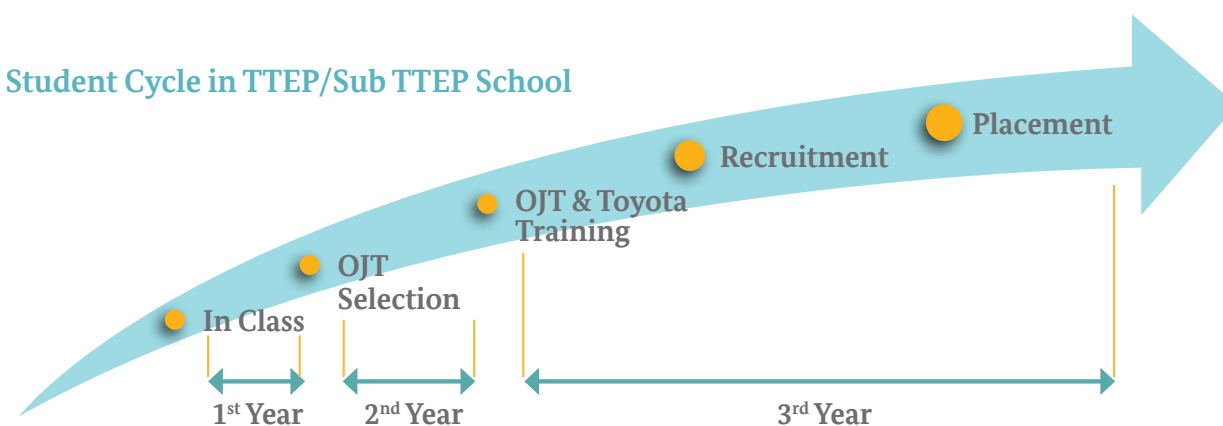 Student Cycle in TTEP/Sub TTEP School
Placement
Recruitment
OJT & Toyota
Training
OJT
Selection
In Class
1st Year
2nd Year
3rd Year